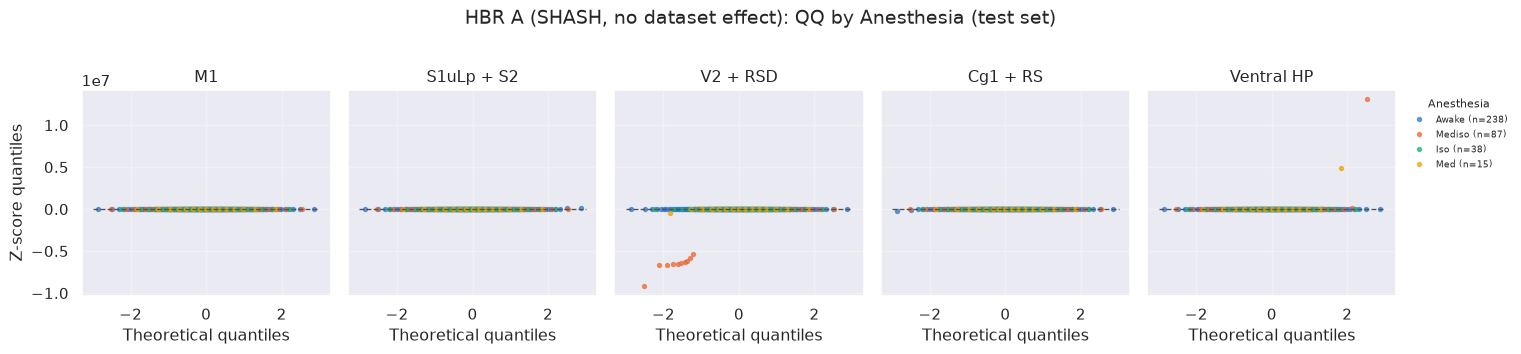 HBR A (SHASH, no dataset effect): QQ by Anesthesia (test set)
M1
S1uLp + S2
V2 + RSD
Cg1 + RS
Ventral HP
1e7
1.0
0.5
0.0
−0.5
−1.0
Z-score quantiles
−2 0 2
−2 0 2
−2 0 2
−2 0 2
−2 0 2
Theoretical quantiles
Theoretical quantiles
Theoretical quantiles
Theoretical quantiles
Theoretical quantiles
Anesthesia
Awake (n=238)
Mediso (n=87)
Iso (n=38)
Med (n=15)